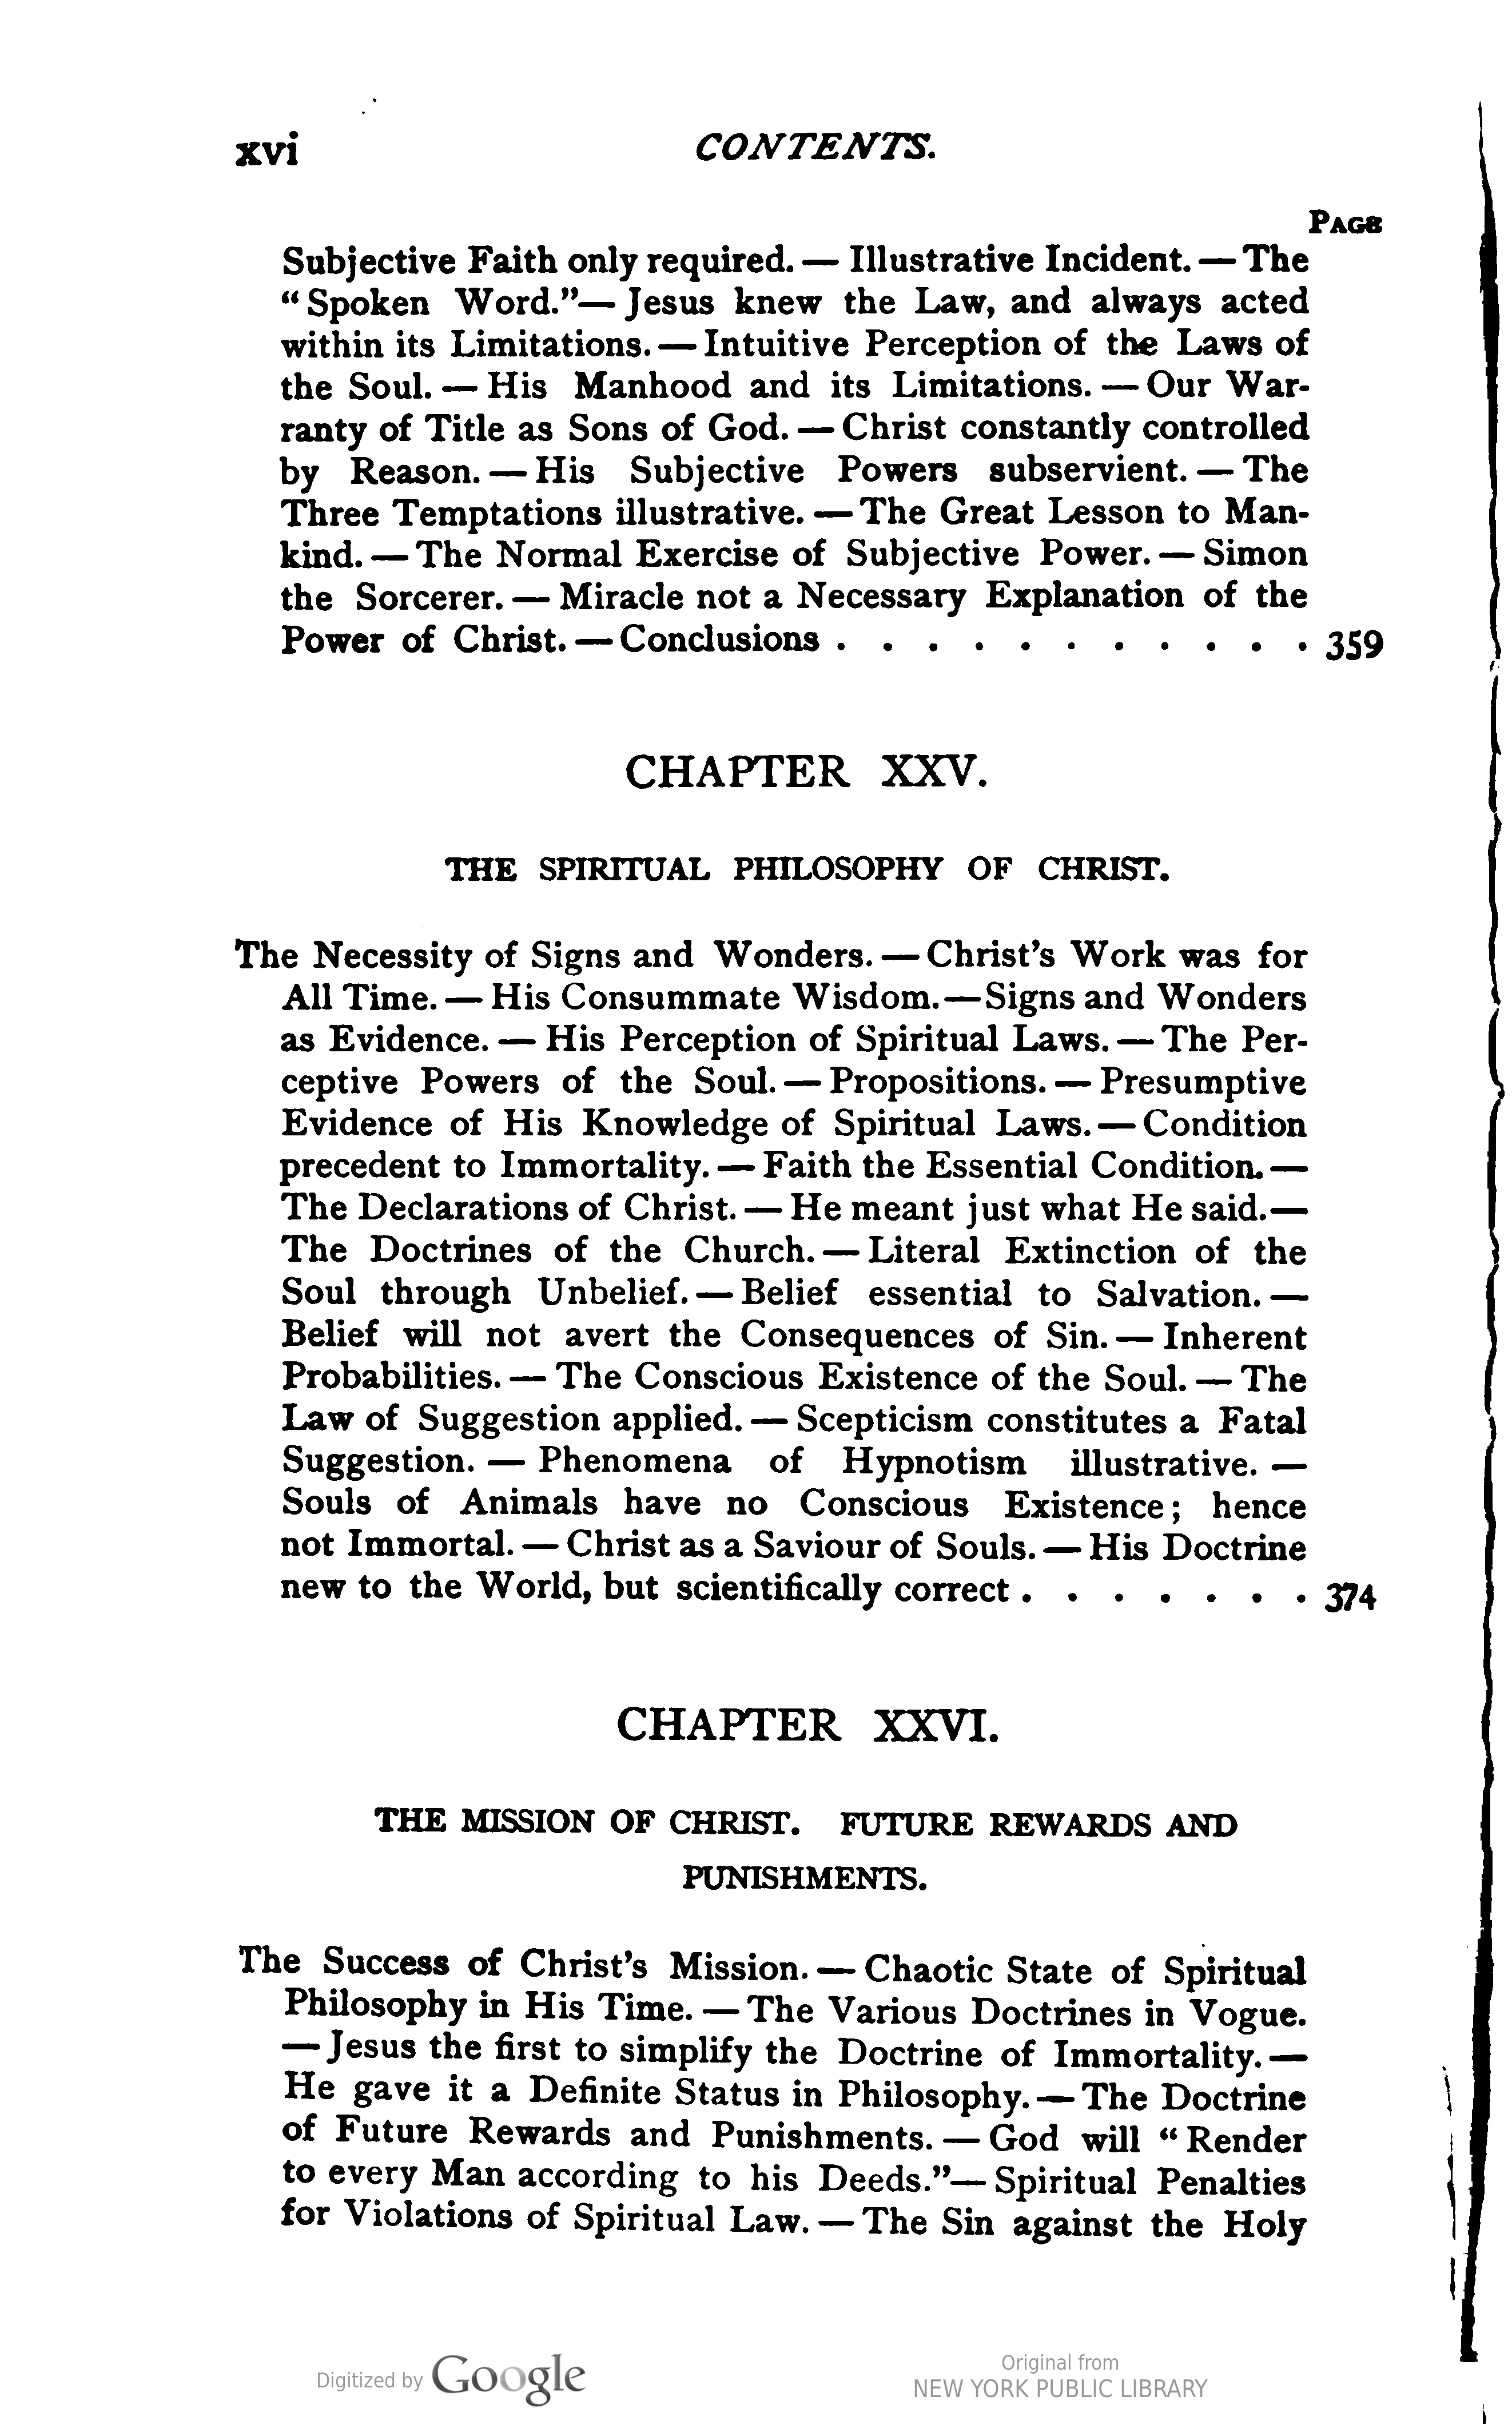 xvi
CONTENTS.
PAGE
Subjective Faith only required. — Illustrative Incident. — The
“Spoken Word.” — Jesus knew the Law, and always acted
within its Limitations. — Intuitive Perception of the Laws of
the Soul. — His Manhood and its Limitations. — Our War-
ranty of Title as Sons of God. — Christ constantly controlled
by Reason. — His Subjective Powers subservient. — The
Three Temptations illustrative. — The Great Lesson to Man-
kind. — The Normal Exercise of Subjective Power. — Simon
the Sorcerer. — Miracle not a Necessary Explanation of the
Power of Christ. — Conclusions . . . . . . . . . . . 359
CHAPTER XXV.
THE SPIRITUAL PHILOSOPHY OF CHRIST.
The Necessity of Signs and Wonders. — Christ’s Work was for
All Time. — His Consummate Wisdom. — Signs and Wonders
as Evidence. — His Perception of Spiritual Laws. — The Per-
ceptive Powers of the Soul. — Propositions. — Presumptive
Evidence of His Knowledge of Spiritual Laws. — Condition
precedent to Immortality. — Faith the Essential Condition. —
The Declarations of Christ. — He meant just what He said. —
The Doctrines of the Church. — Literal Extinction of the
Soul through Unbelief. — Belief essential to Salvation. —
Belief will not avert the Consequences of Sin. — Inherent
Probabilities. — The Conscious Existence of the Soul. — The
Law of Suggestion applied. — Scepticism constitutes a Fatal
Suggestion. — Phenomena of Hypnotism illustrative. —
Souls of Animals have no Conscious Existence; hence
not Immortal. — Christ as a Saviour of Souls. — His Doctrine
new to the World, but scientifically correct . . . . . . . 374
CHAPTER XXVI.
THE MISSION OF CHRIST. FUTURE REWARDS AND
PUNISHMENTS.
The Success of Christ’s Mission. — Chaotic State of Spiritual
Philosophy in His Time. — The Various Doctrines in Vogue.
— Jesus the first to simplify the Doctrine of Immortality. —
He gave it a Definite Status in Philosophy. — The Doctrine
of Future Rewards and Punishments. — God will “Render
to every Man according to his Deeds.” — Spiritual Penalties
for Violations of Spiritual Law. — The Sin against the Holy
Digitized by Google
Original from
NEW YORK PUBLIC LIBRARY